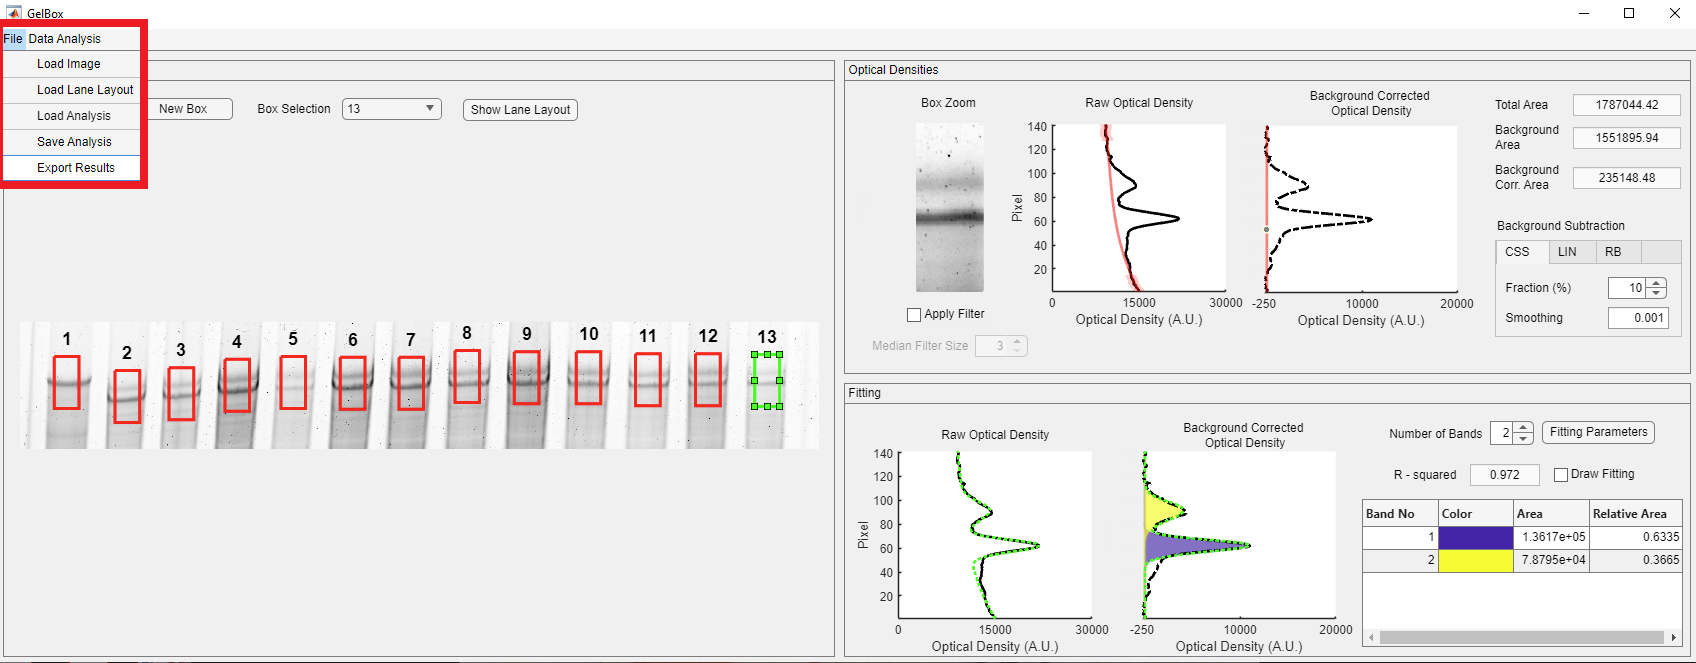 GelBox
File Data Analysis
Load Image
Load Lane Layout
Load Analysis
Save Analysis
Export Results
New Box
Box Selection 13
Show Lane Layout
1 2 3 4 5 6 7 8 9 10 11 12 13
Optical Densities
Box Zoom
Apply Filter
Median Filter Size 3
Raw Optical Density
140
120
100
80
60
40
20
Pixel
0 15000 30000
Optical Density (A.U.)
Background Corrected
Optical Density
-250 10000 20000
Optical Density (A.U.)
Total Area 1787044.42
Background
Area 1551895.94
Background
Corr. Area 235148.48
Background Subtraction
CSS LIN RB
Fraction (%) 10
Smoothing 0.001
Fitting
Raw Optical Density
140
120
100
80
60
40
20
Pixel
0 15000 30000
Optical Density (A.U.)
Background Corrected
Optical Density
-250 10000 20000
Optical Density (A.U.)
Number of Bands 2 Fitting Parameters
R - squared 0.972 Draw Fitting
Band No Color Area Relative Area
1 1.3617e+05 0.6335
2 7.8795e+04 0.3665